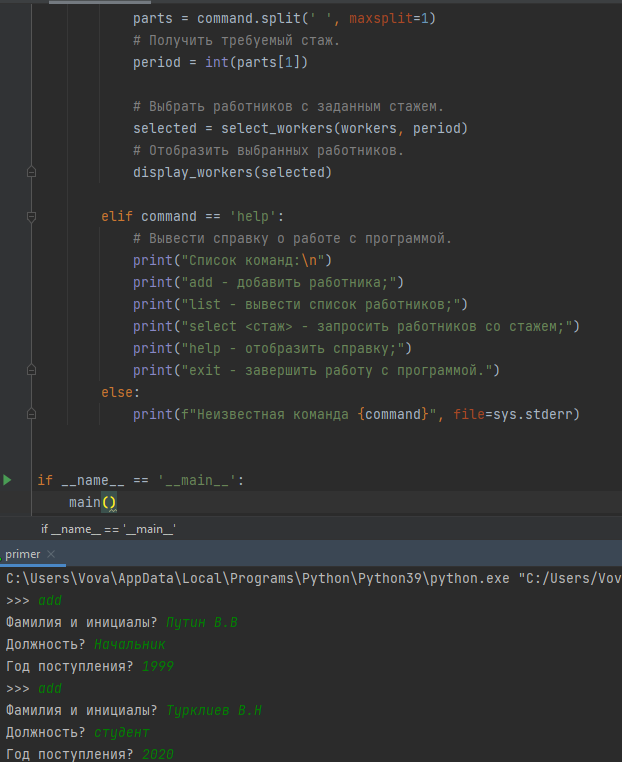 parts = command.split(' ', maxsplit=1)
# Получить требуемый стаж.
period = int(parts[1])
# Выбрать работников с заданным стажем.
selected = select_workers(workers, period)
# Отобразить выбранных работников.
display_workers(selected)
elif command == 'help':
# Вывести справку о работе с программой.
print("Список команд:\n")
print("add - добавить работника;")
print("list - вывести список работников;")
print("select <стаж> - запросить работников со стажем;")
print("help - отобразить справку;")
print("exit - завершить работу с программой.")
else:
print(f"Неизвестная команда {command}", file=sys.stderr)
if __name__ == '__main__':
main()
if __name__ == '__main__'
primer
C:\Users\Vova\AppData\Local\Programs\Python\Python39\python.exe "C:/Users/Vov
>>> add
Фамилия и инициалы? Путин В.В
Должность? Начальник
Год поступления? 1999
>>> add
Фамилия и инициалы? Турклиев В.Н
Должность? студент
Год поступления? 2020